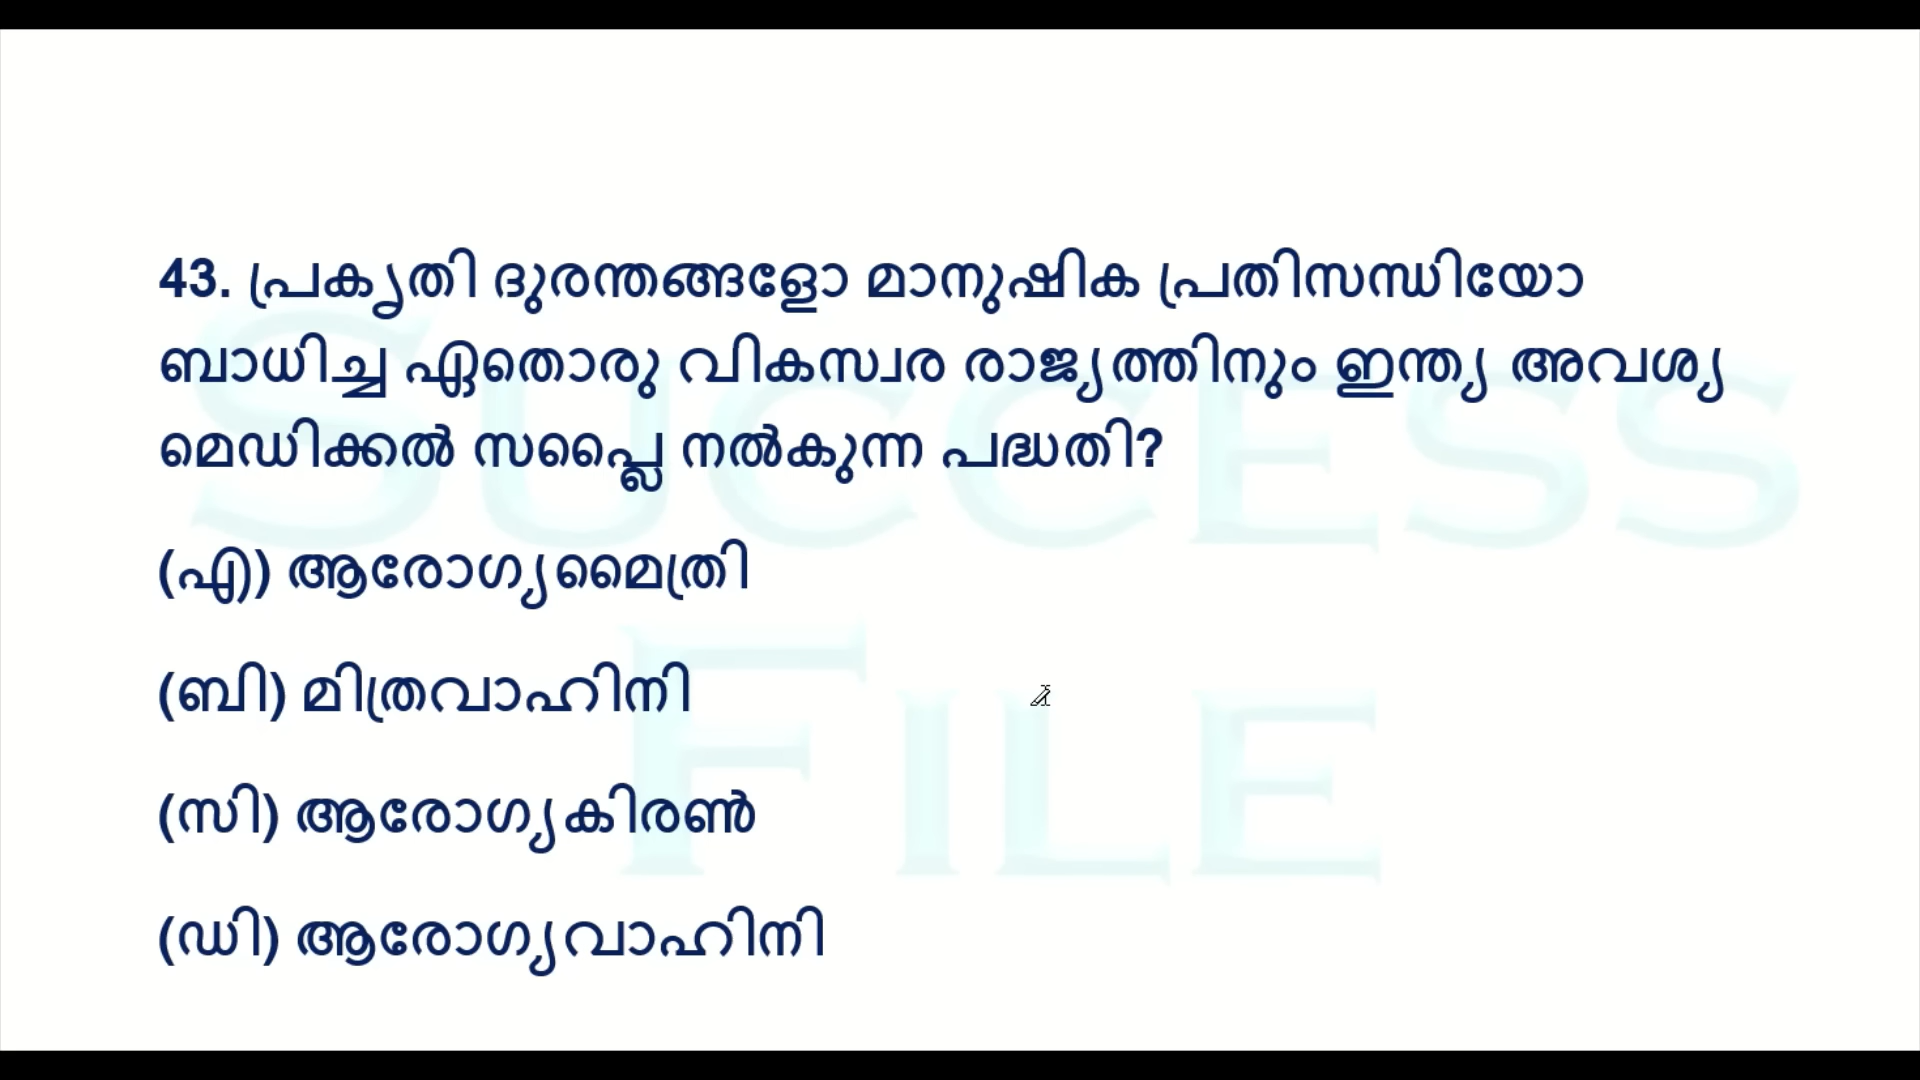 43. പ്രകൃതി ദുരന്തങ്ങളോ മാനുഷിക പ്രതിസന്ധിയോ
ബാധിച്ച ഏതൊരു വികസ്വര രാജ്യത്തിനും ഇന്ത്യ അവശ്യ
മെഡിക്കൽ സപ്ലൈ നൽകുന്ന പദ്ധതി?
SUCCESS
(എ) ആരോഗ്യമൈത്രി
(ബി) മിത്രവാഹിനി
FILE
(സി) ആരോഗ്യകിരൺ
(ഡി) ആരോഗ്യവാഹിനി